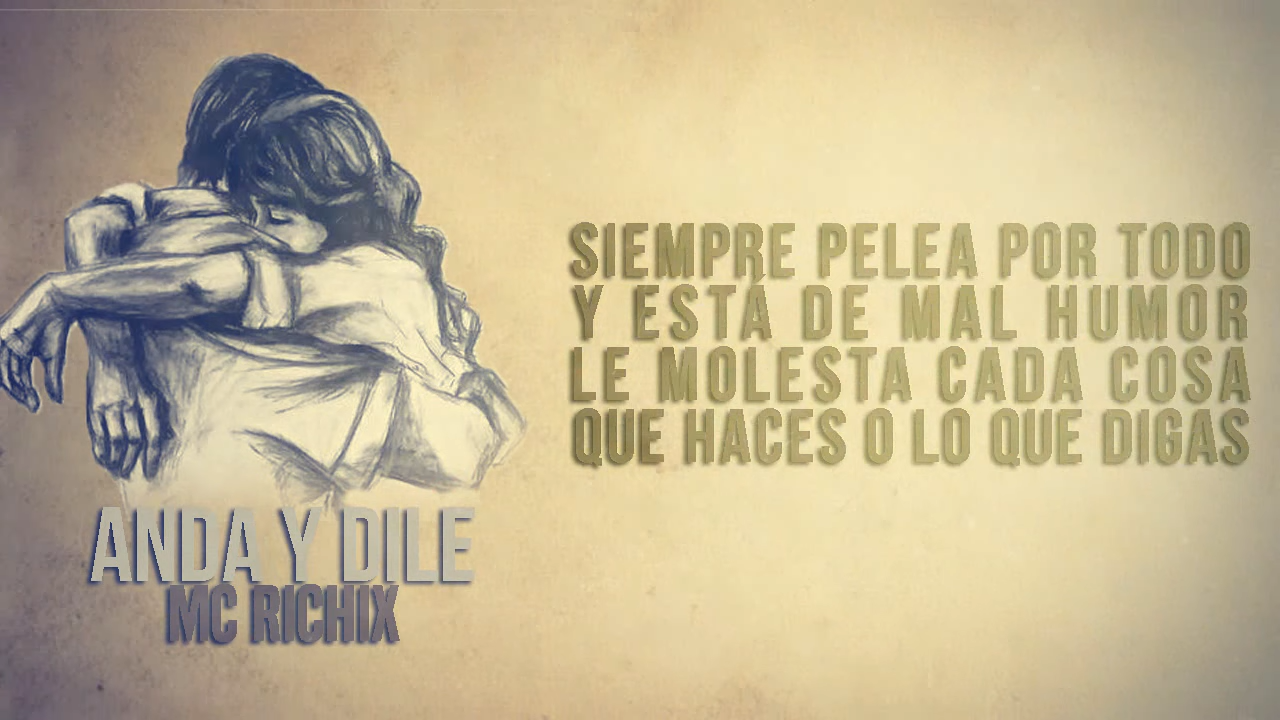 SIEMPRE PELEA POR TODO
Y ESTÁ DE MAL HUMOR
LE MOLESTA CADA COSA
QUE HACES O LO QUE DIGAS
ANDA Y DILE
MC RICHIX